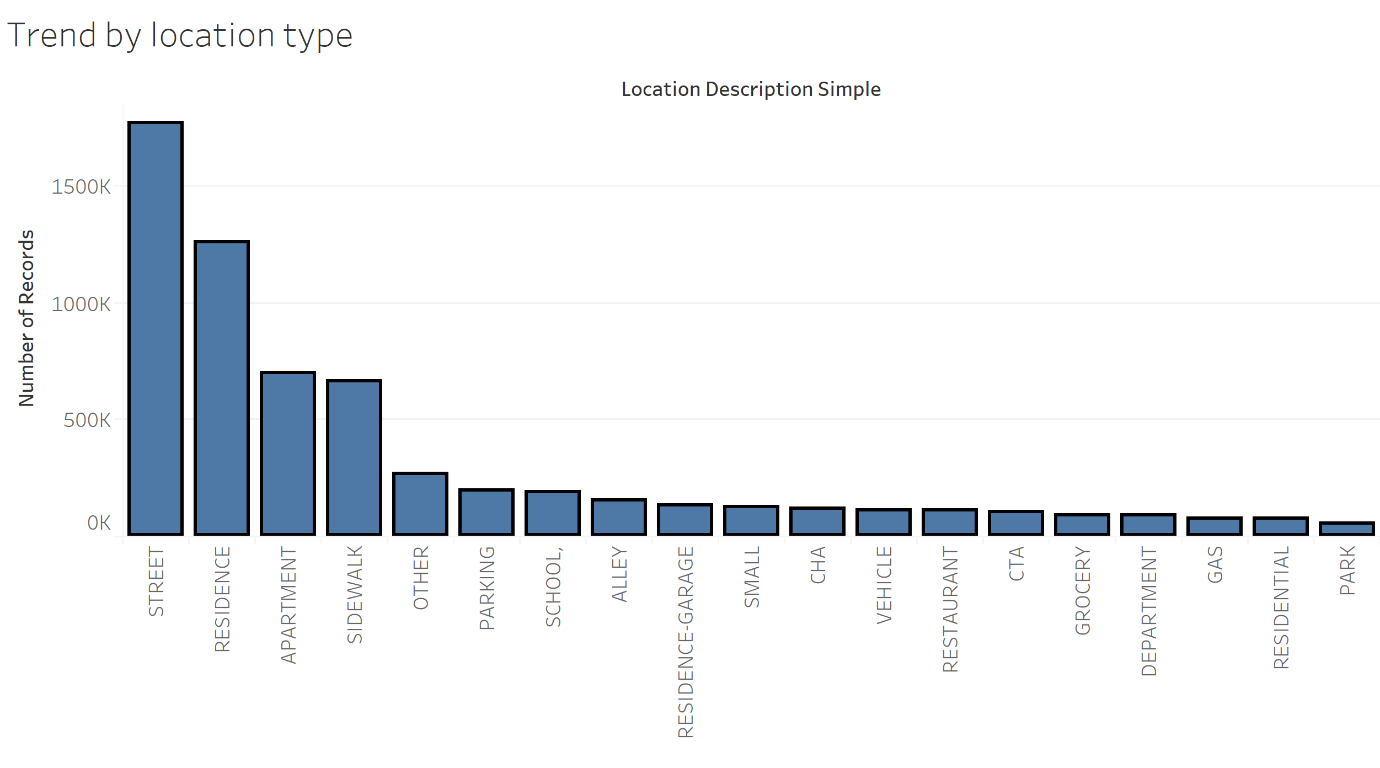 Trend by location type
Location Description Simple
Number of Records
1500K
1000K
500K
0K
STREET
RESIDENCE
APARTMENT
SIDEWALK
OTHER
PARKING
SCHOOL,
ALLEY
RESIDENCE-GARAGE
SMALL
CHA
VEHICLE
RESTAURANT
CTA
GROCERY
DEPARTMENT
GAS
RESIDENTIAL
PARK